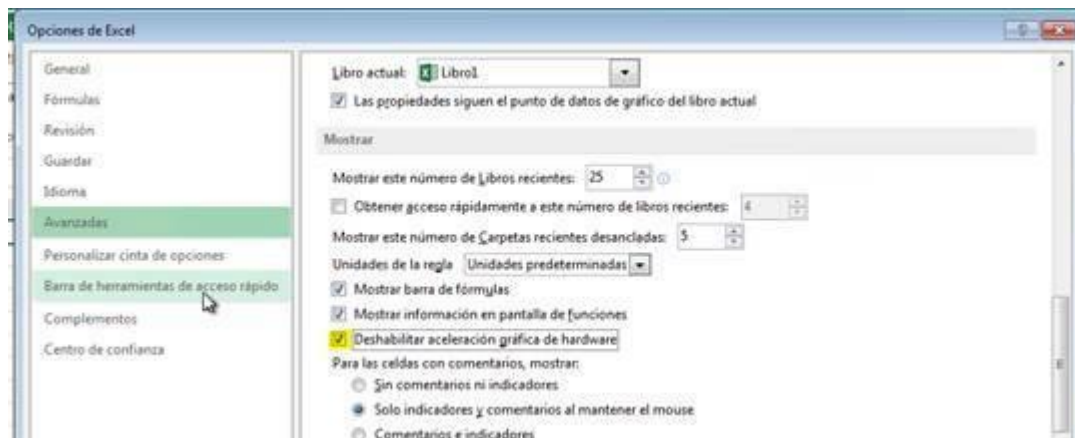 Opciones de Excel
General
Fórmulas
Revisión
Guardar
Idioma
Avanzadas
Personalizar cinta de opciones
Barra de herramientas de acceso rápido
Complementos
Centro de confianza
Libro actual: Libro1
Las propiedades siguen el punto de datos de gráfico del libro actual
Mostrar
Mostrar este número de Libros recientes: 25
Obtener acceso rápidamente a este número de libros recientes: 4
Mostrar este número de Carpetas recientes desancladas: 5
Unidades de la regla Unidades predeterminadas
Mostrar barra de fórmulas
Mostrar información en pantalla de funciones
Deshabilitar aceleración gráfica de hardware
Para las celdas con comentarios, mostrar:
Sin comentarios ni indicadores
Solo indicadores y comentarios al mantener el mouse
Comentarios e indicadores